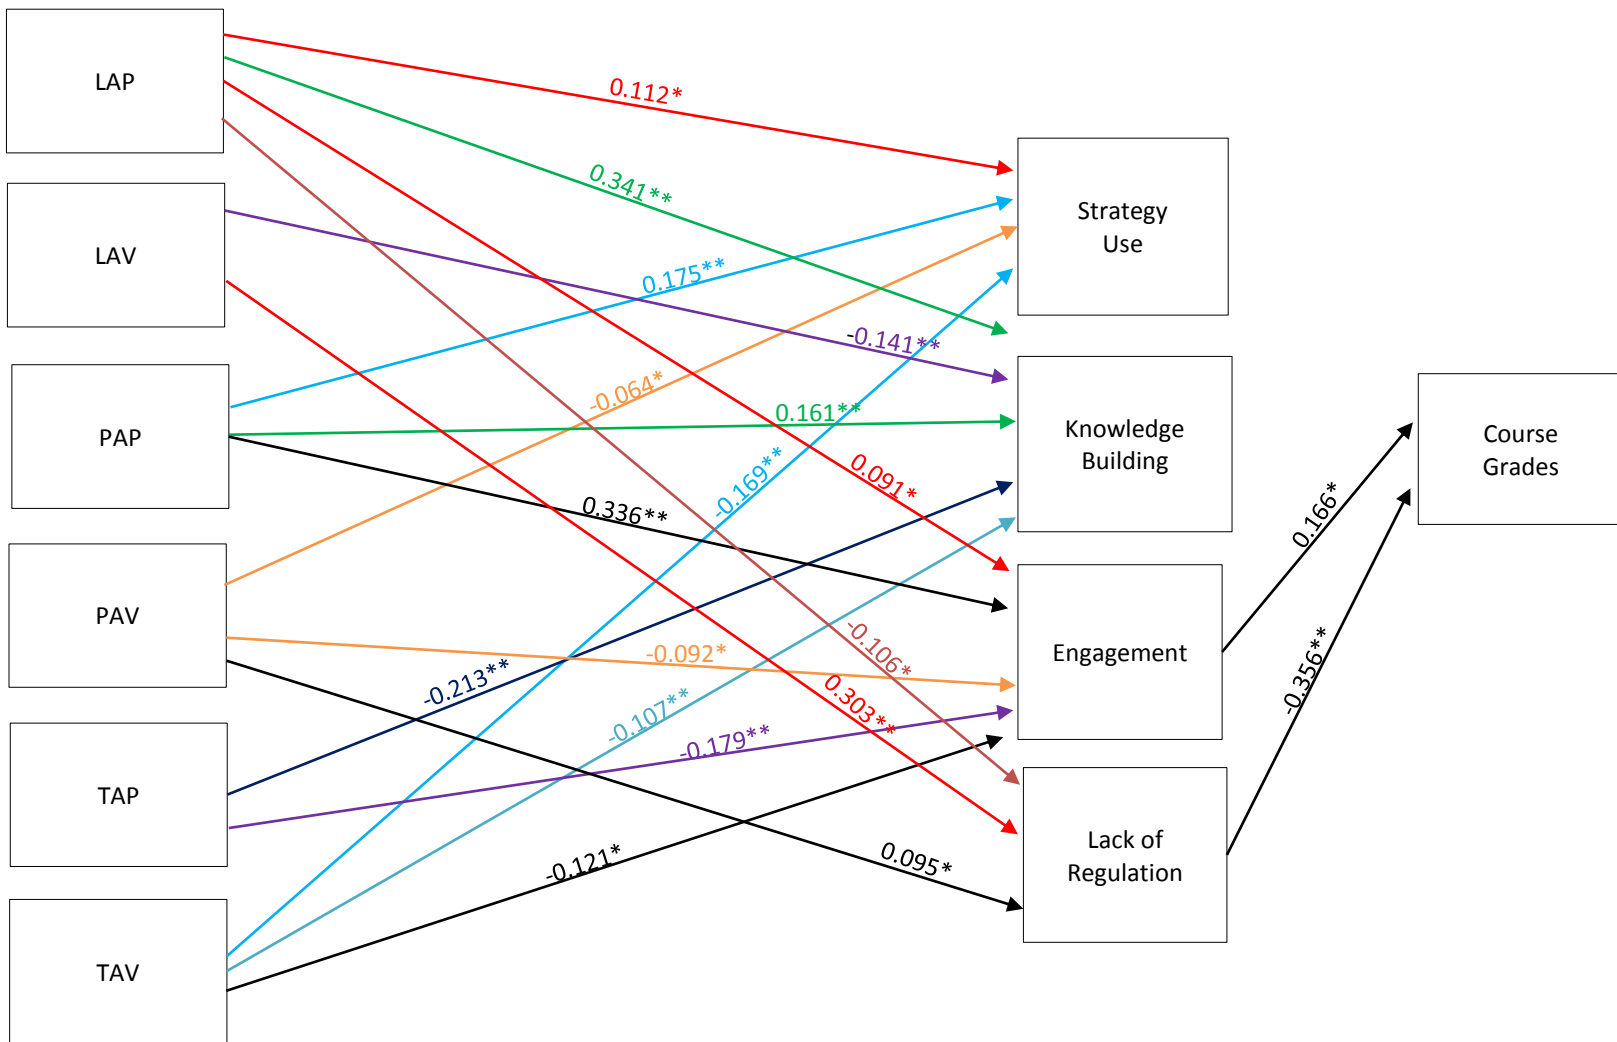 LAP
0.112*
0.341**
LAV
Strategy
Use
0.175**
-0.141**
-0.064*
PAP
0.161**
Knowledge
Building
Course
Grades
0.091*
-0.169**
0.336**
0.166*
PAV
-0.106*
-0.092*
Engagement
-0.356**
-0.213**
0.303**
-0.107**
-0.179**
TAP
-0.121*
0.095*
Lack of
Regulation
TAV